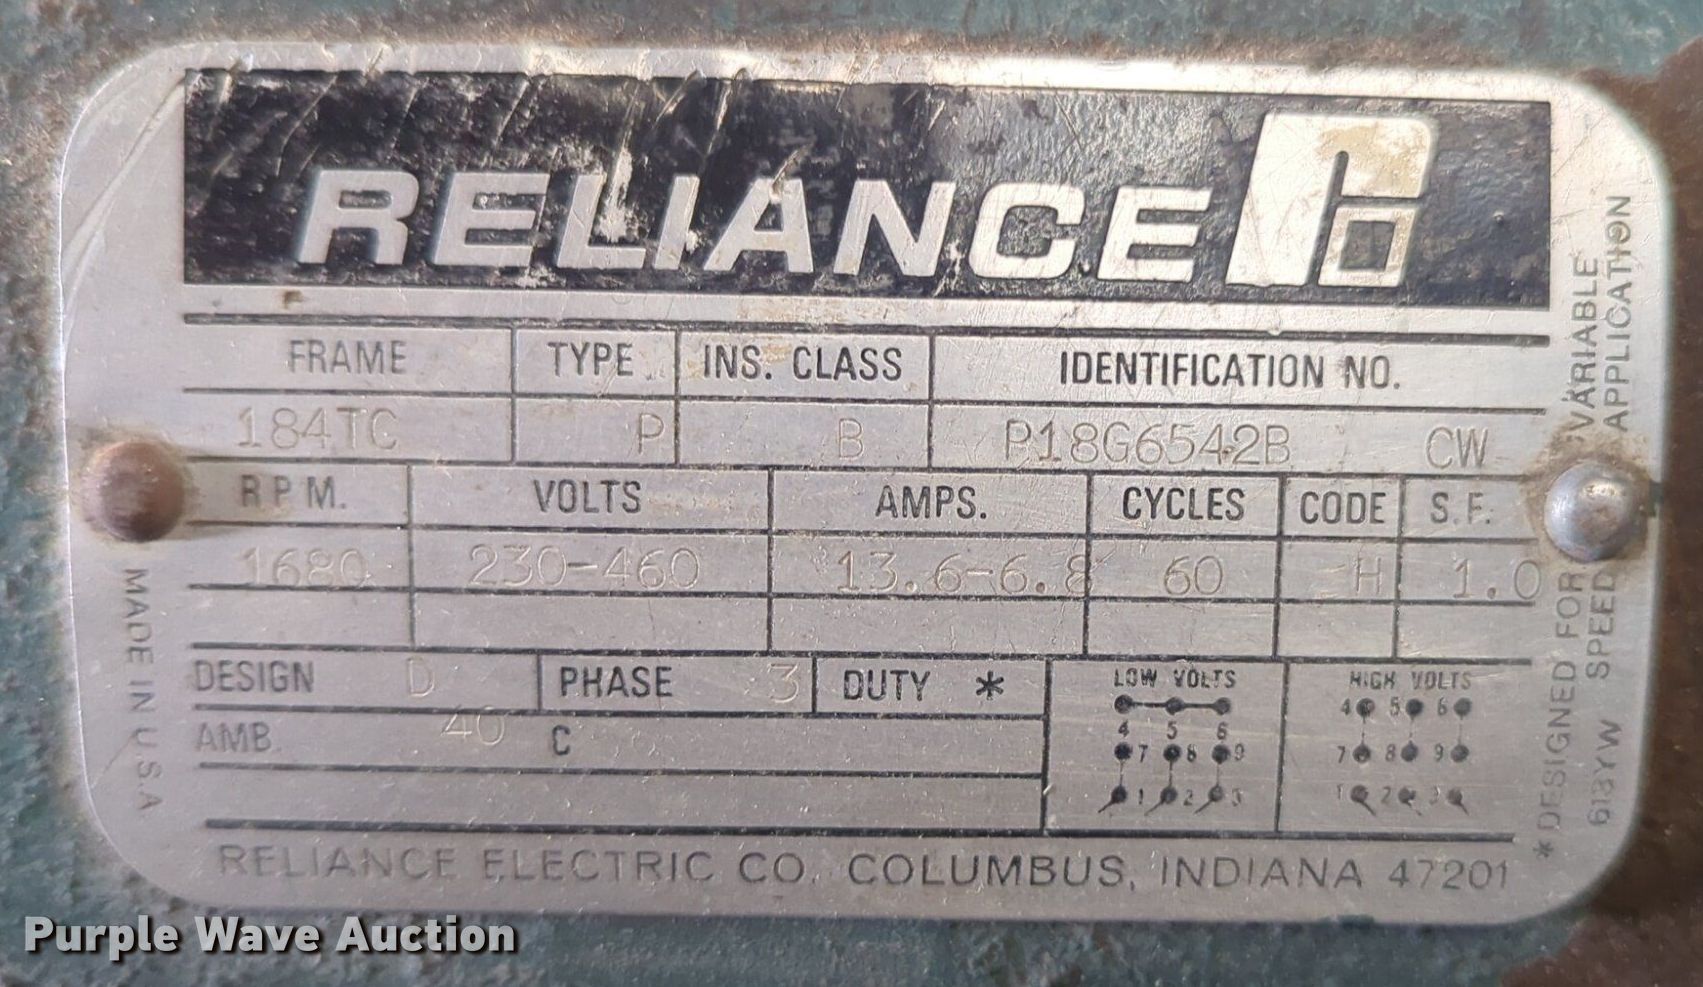 RELIANCE
FRAME TYPE INS. CLASS IDENTIFICATION NO.
184TC P B P18G6542B CW
RPM. VOLTS AMPS. CYCLES CODE S.F.
1680 230-460 13.6-6.8 60 H 1.0
DESIGN D PHASE 3 DUTY *
AMB. 40 C
LOW VOLTS
4 5 6
7 8 9
1 2 3
HIGH VOLTS
4 5 6
7 8 9
1 2 3
RELIANCE ELECTRIC CO. COLUMBUS, INDIANA 47201
MADE IN U.S.A
*DESIGNED FOR VARIABLE
SPEED APPLICATION
Purple Wave Auction